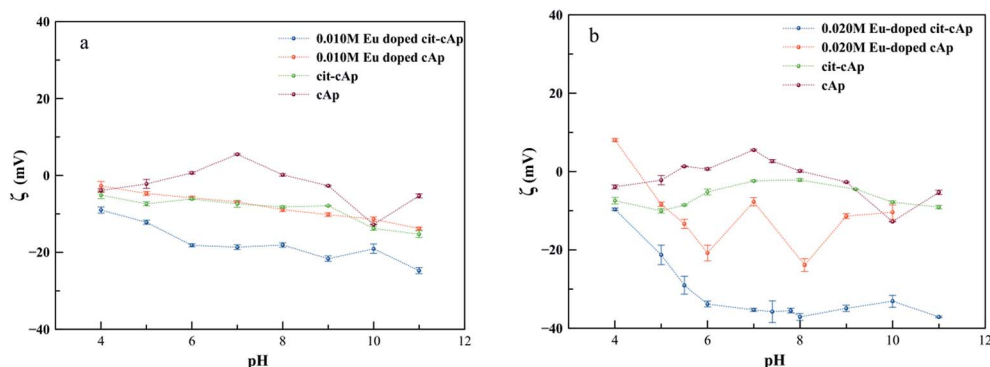 a
0.010M Eu doped cit-cAp
0.010M Eu doped cAp
cit-cAp
cAp
40
20
0
−20
−40
ζ (mV)
4
6
8
10
12
pH
b
0.020M Eu-doped cit-cAp
0.020M Eu-doped cAp
cit-cAp
cAp
40
20
0
−20
−40
ζ (mV)
4
6
8
10
12
pH